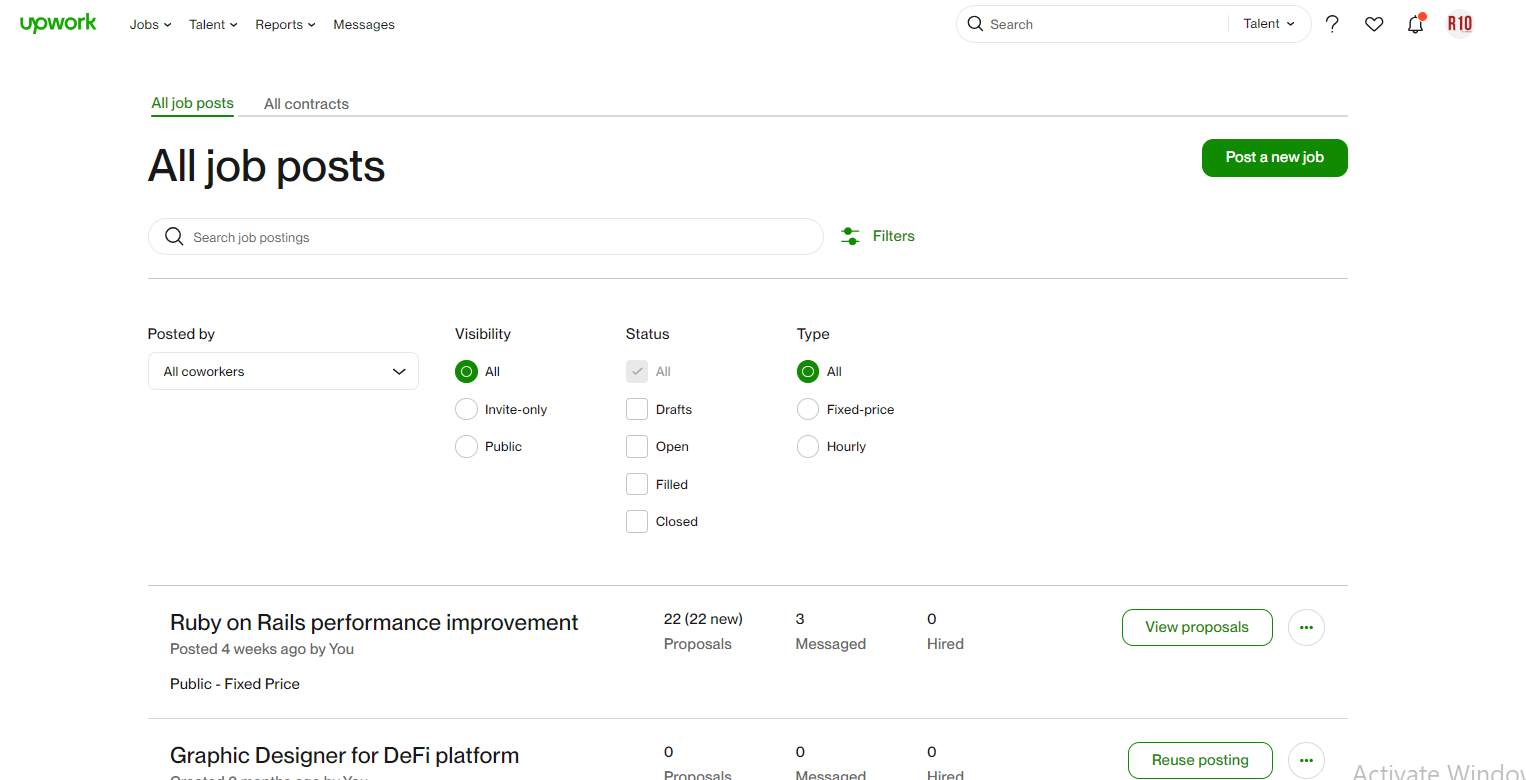 upwork Jobs Talent Reports Messages Search Talent R10
All job posts All contracts
All job posts Post a new job
Search job postings Filters
Posted by Visibility Status Type
All coworkers All All All
Invite-only Drafts Fixed-price
Public Open Hourly
Filled
Closed
Ruby on Rails performance improvement 22 (22 new) 3 0 View proposals
Posted 4 weeks ago by You Proposals Messaged Hired
Public - Fixed Price
Graphic Designer for DeFi platform 0 0 0 Reuse posting
ago by You Proposals Messaged Hired Activate